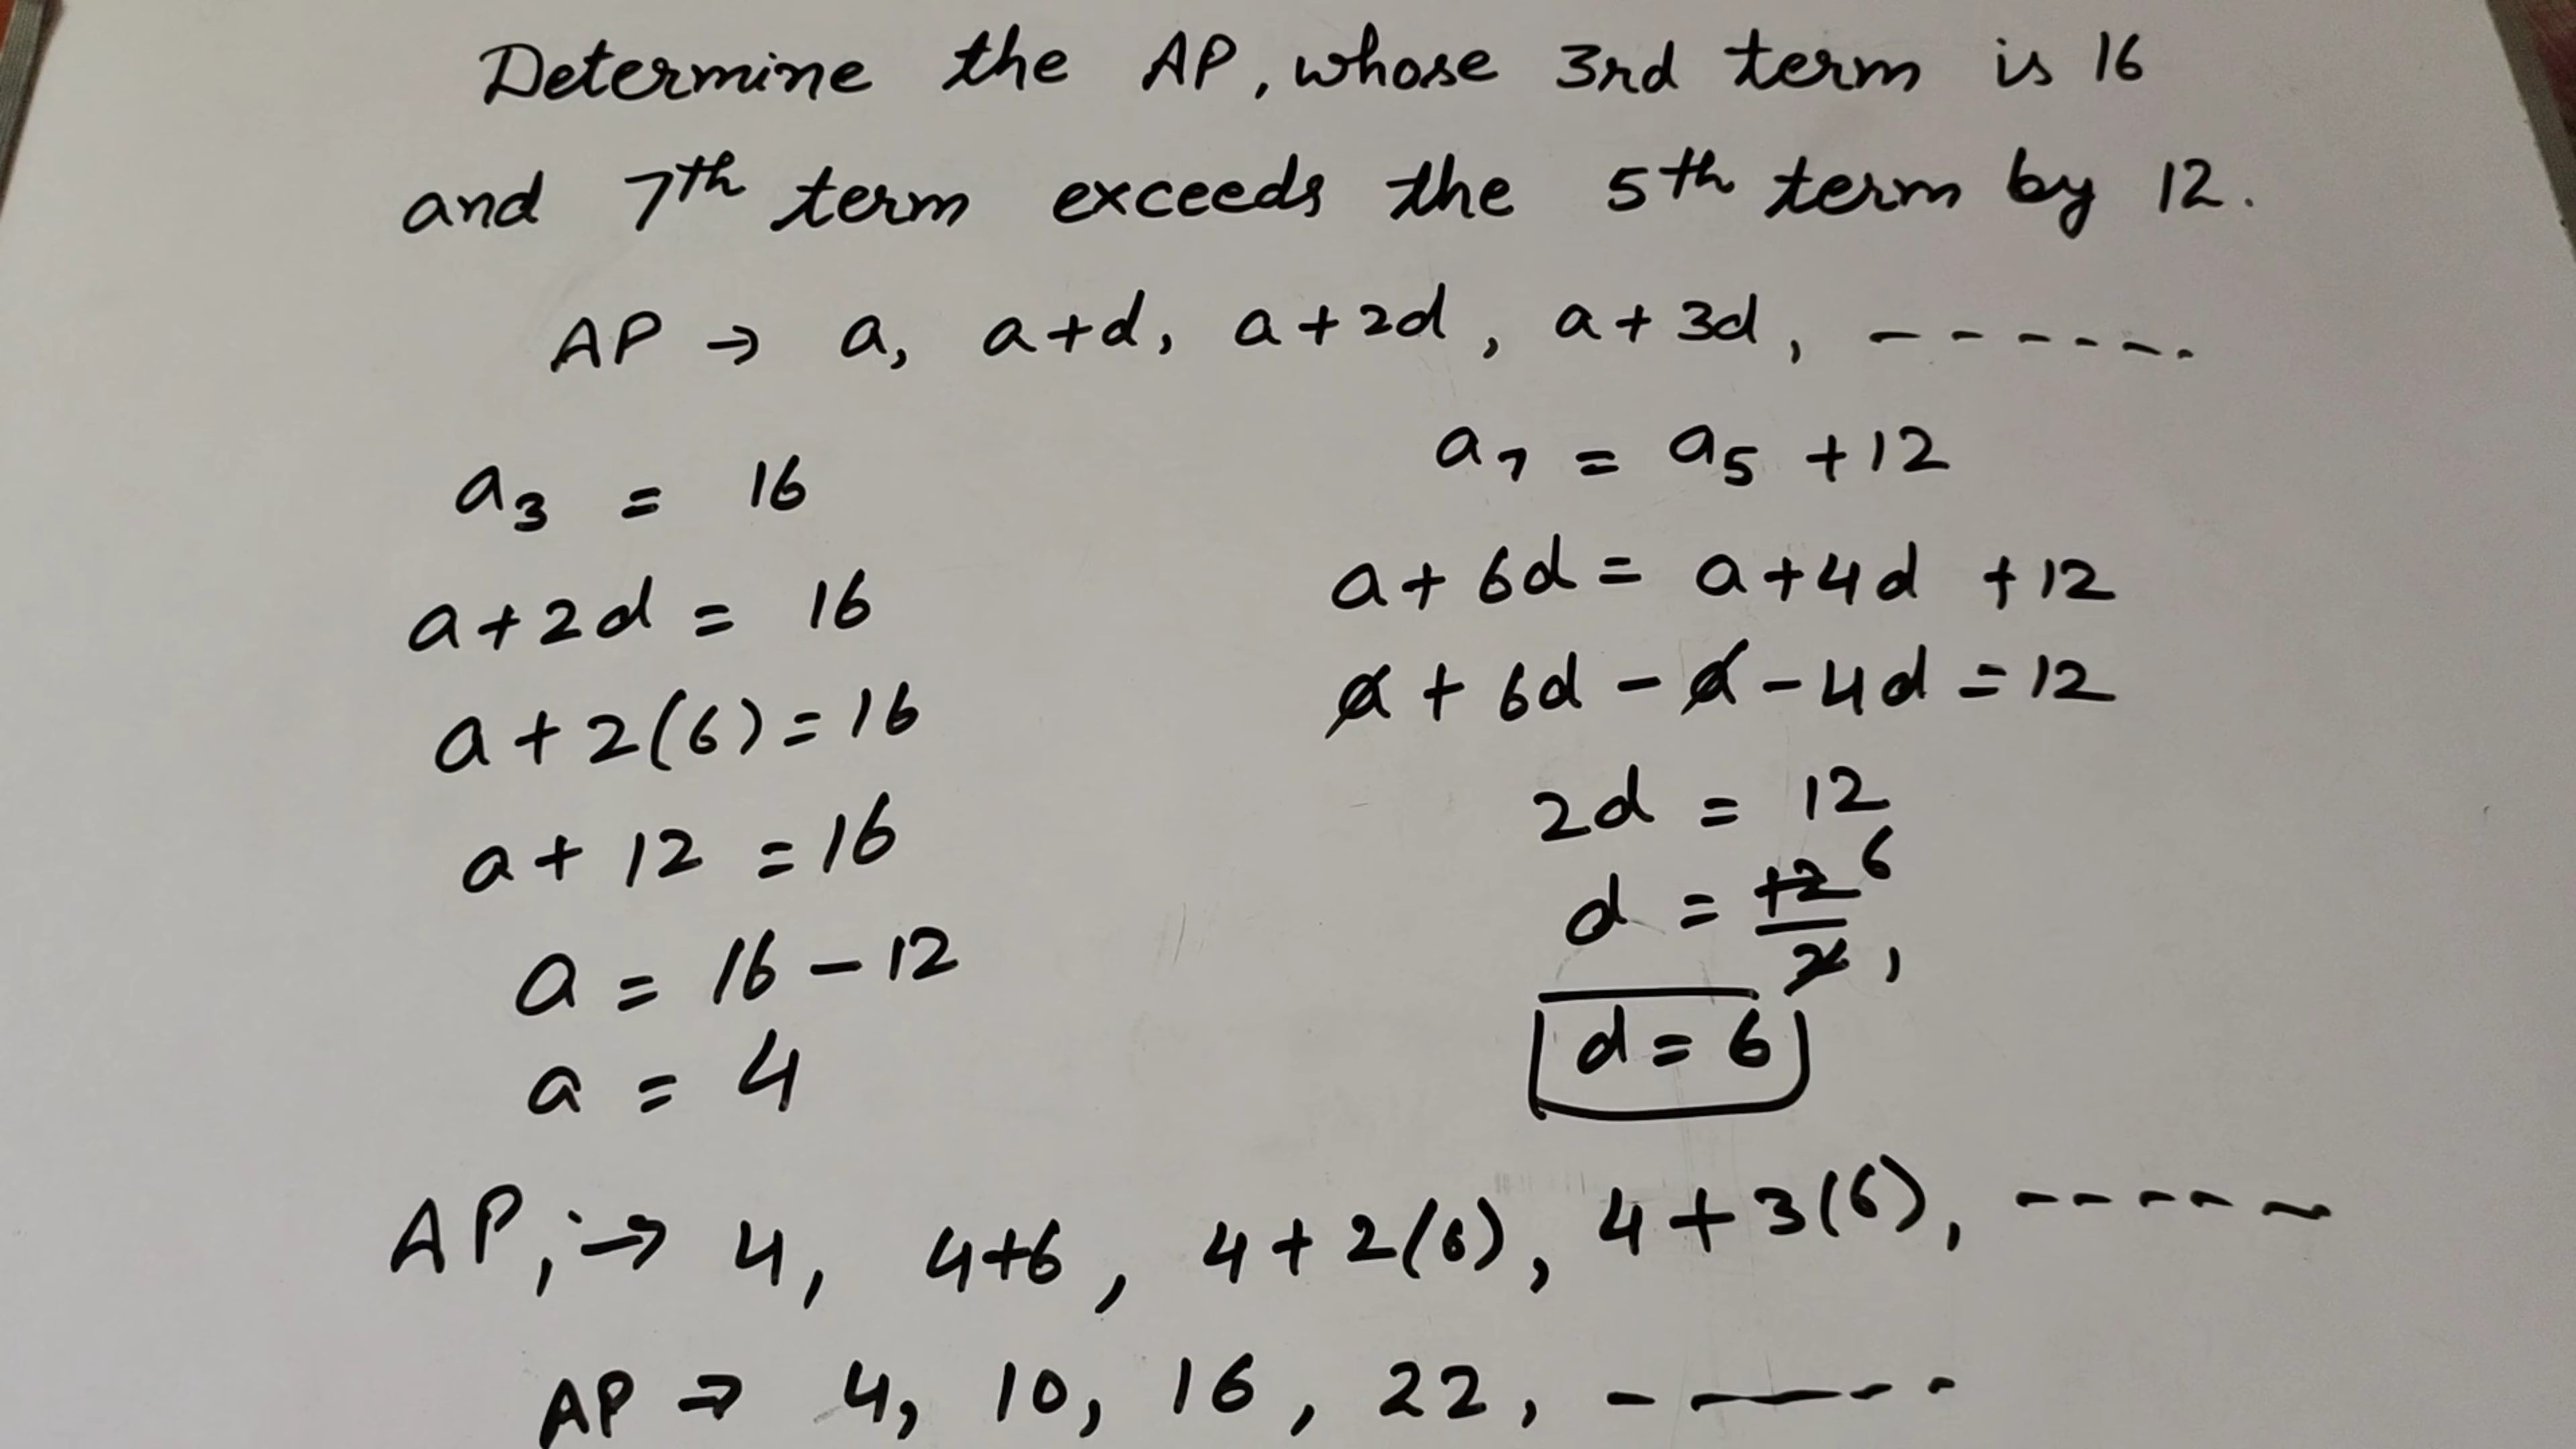 Determine the AP, whose 3rd term is 16
and 7th term exceeds the 5th term by 12.
AP → a, a+d, a+2d, a+3d, ------
a3 = 16
a+2d = 16
a+2(6)=16
a+12=16
a = 16-12
a = 4
a7 = a5 +12
a+6d = a+4d +12
a+6d-a-4d=12
2d = 12
d = 12/2 6 1
d = 6
AP, :→ 4, 4+6, 4+2(6), 4+3(6), -----
AP ⇒ 4, 10, 16, 22, ----